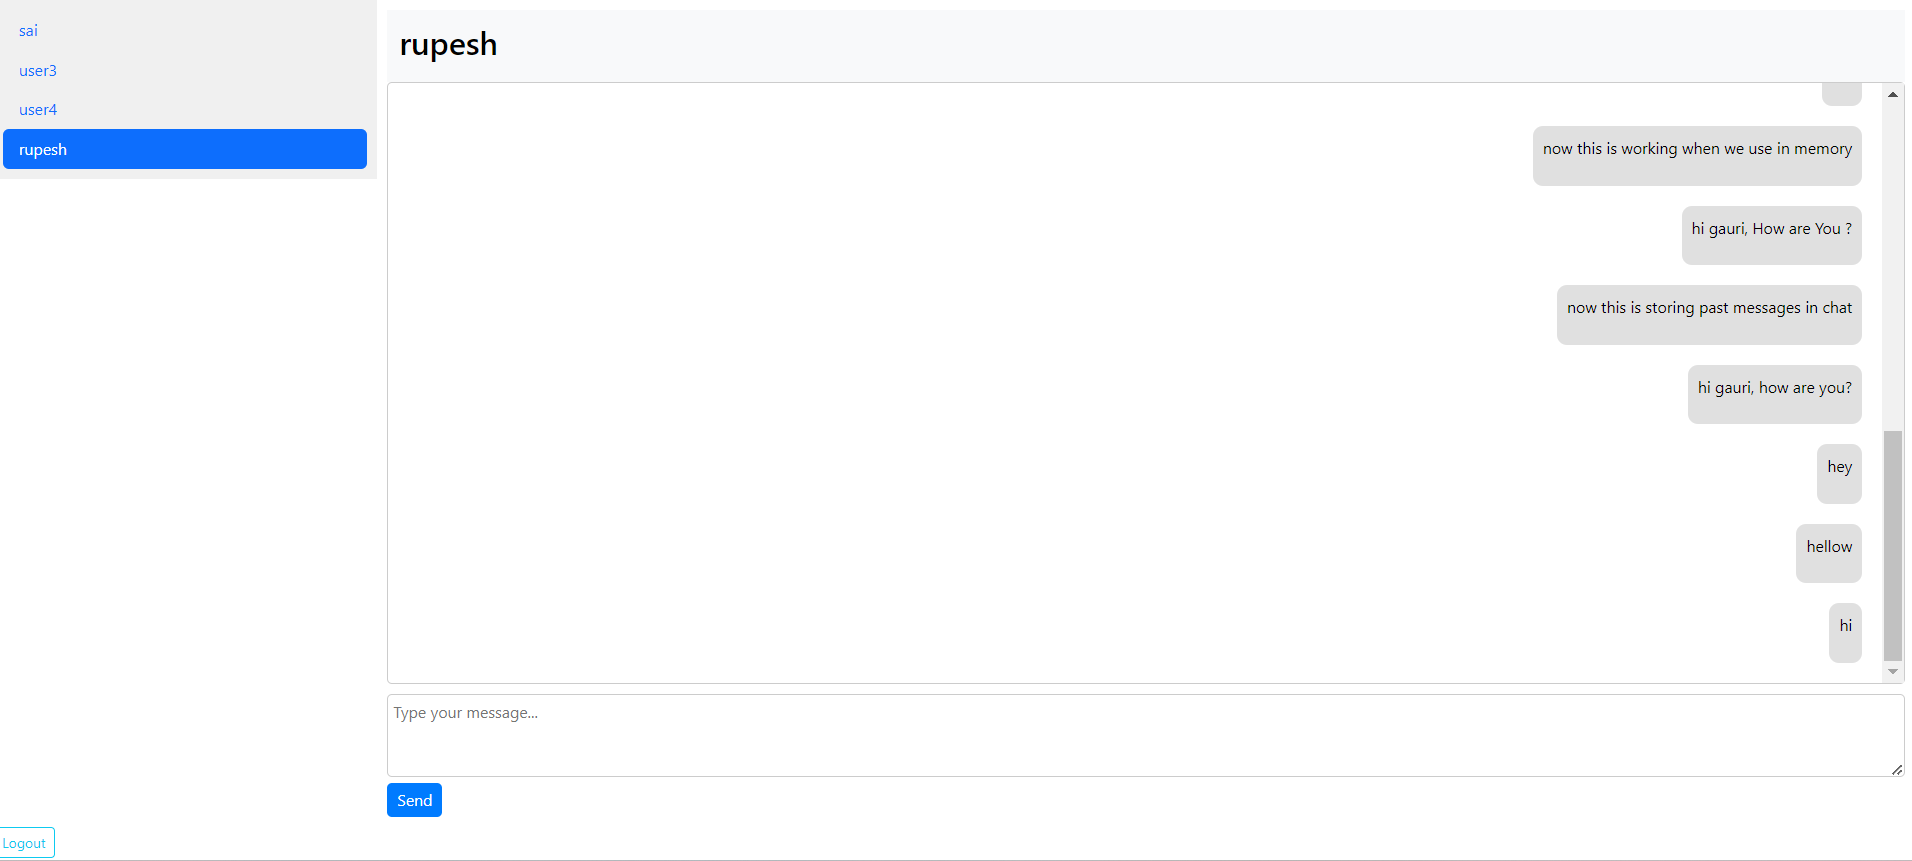 sai
user3
user4
rupesh
rupesh
now this is working when we use in memory
hi gauri, How are You ?
now this is storing past messages in chat
hi gauri, how are you?
hey
hellow
hi
Type your message...
Send
Logout